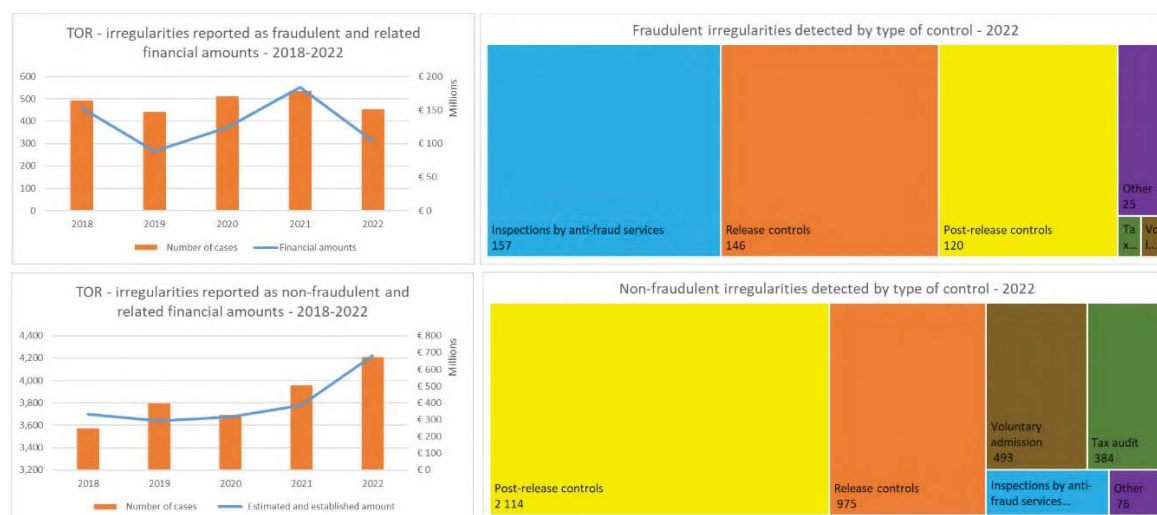 TOR - irregularities reported as fraudulent and related
financial amounts - 2018-2022
600
500
400
300
200
100
0
€ 200
€ 150
€ 100
€ 50
€ 0
Millions
2018
2019
2020
2021
2022
Number of cases
Financial amounts
Fraudulent irregularities detected by type of control - 2022
Inspections by anti-fraud services
157
Release controls
146
Post-release controls
120
Other
25
Ta
x...
Vo
l...
TOR - irregularities reported as non-fraudulent and
related financial amounts - 2018-2022
4,400
4,200
4,000
3,800
3,600
3,400
3,200
€ 800
€ 700
€ 600
€ 500
€ 400
€ 300
€ 200
€ 100
€ 0
Millions
2018
2019
2020
2021
2022
Number of cases
Estimated and established amount
Non-fraudulent irregularities detected by type of control - 2022
Post-release controls
2 114
Release controls
975
Voluntary
admission
493
Tax audit
384
Inspections by anti-
fraud services...
Other
76